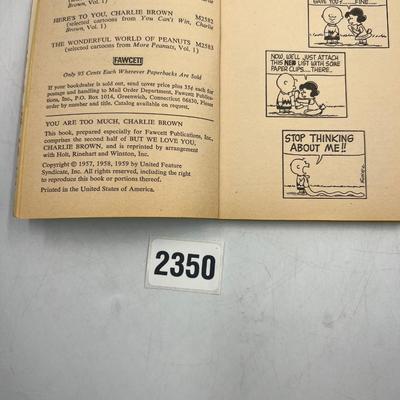 Brown, Vol. 1)
HERE'S TO YOU, CHARLIE BROWN M2582
(selected cartoons from You Can't Win, Charlie
Brown, Vol. 1)
THE WONDERFUL WORLD OF PEANUTS M2583
(selected cartoons from More Peanuts, Vol. 1)
FAWCETT
Only 95 Cents Each Wherever Paperbacks Are Sold
If your bookdealer is sold out, send cover price plus 35¢ each for
postage and handling to Mail Order Department, Fawcett Publica-
tions, Inc., P.O. Box 1014, Greenwich, Connecticut 06830. Please
order by number and title. Catalog available on request.
YOU ARE TOO MUCH, CHARLIE BROWN
This book, prepared especially for Fawcett Publications, Inc.,
comprises the second half of BUT WE LOVE YOU,
CHARLIE BROWN, and is reprinted by arrangement
with Holt, Rinehart and Winston, Inc.
Copyright © 1957, 1958, 1959 by United Feature
Syndicate, Inc. All rights reserved, including the right
to reproduce this book or portions thereof.
Printed in the United States of America.
FINE...
NOW, WE'LL JUST ATTACH
THIS NEW LIST WITH SOME
PAPER CLIPS....THERE..
STOP THINKING
ABOUT ME!!
2350